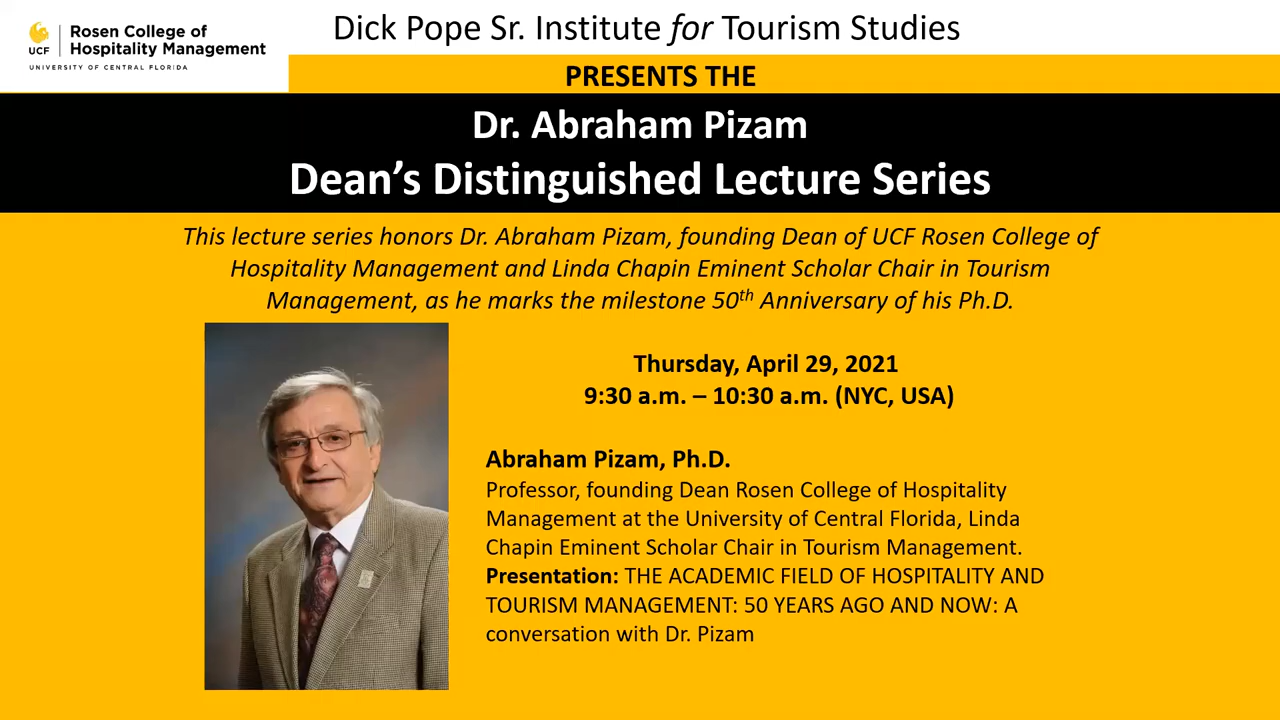 UCF
Rosen College of
Hospitality Management
UNIVERSITY OF CENTRAL FLORIDA
Dick Pope Sr. Institute for Tourism Studies
PRESENTS THE
Dr. Abraham Pizam
Dean’s Distinguished Lecture Series
This lecture series honors Dr. Abraham Pizam, founding Dean of UCF Rosen College of
Hospitality Management and Linda Chapin Eminent Scholar Chair in Tourism
Management, as he marks the milestone 50th Anniversary of his Ph.D.
Thursday, April 29, 2021
9:30 a.m. – 10:30 a.m. (NYC, USA)
Abraham Pizam, Ph.D.
Professor, founding Dean Rosen College of Hospitality
Management at the University of Central Florida, Linda
Chapin Eminent Scholar Chair in Tourism Management.
Presentation: THE ACADEMIC FIELD OF HOSPITALITY AND
TOURISM MANAGEMENT: 50 YEARS AGO AND NOW: A
conversation with Dr. Pizam